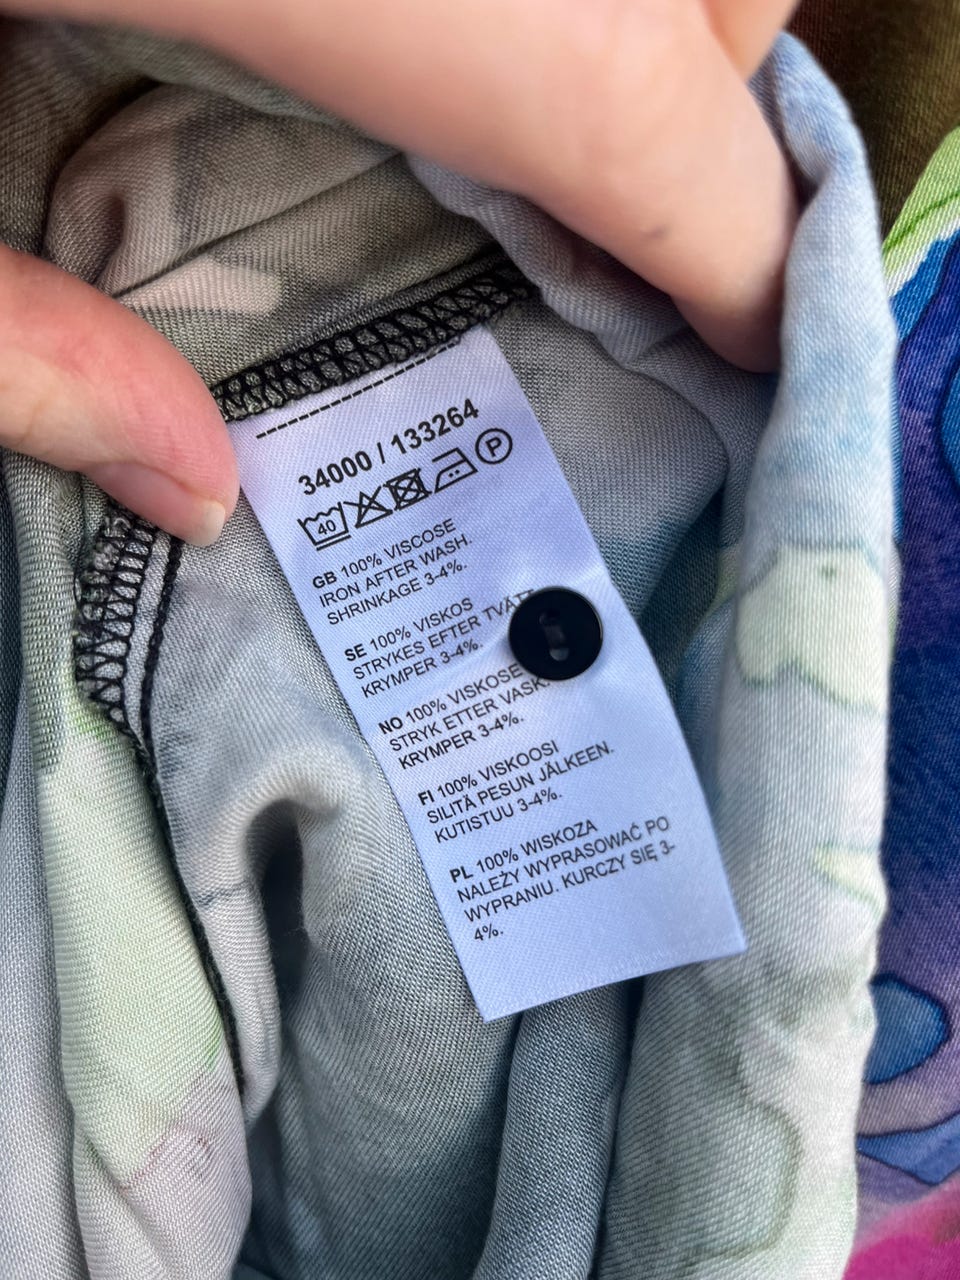 34000 / 133264
40 P
GB 100% VISCOSE
IRON AFTER WASH.
SHRINKAGE 3-4%.
SE 100% VISKOS
STRYKES EFTER TVÄTT
KRYMPER 3-4%.
NO 100% VISKOSE
STRYK ETTER VASK.
KRYMPER 3-4%.
FI 100% VISKOOSI
SILITÄ PESUN JÄLKEEN.
KUTISTUU 3-4%.
PL 100% WISKOZA
NALEŻY WYPRASOWAĆ PO
WYPRANIU. KURCZY SIĘ 3-
4%.